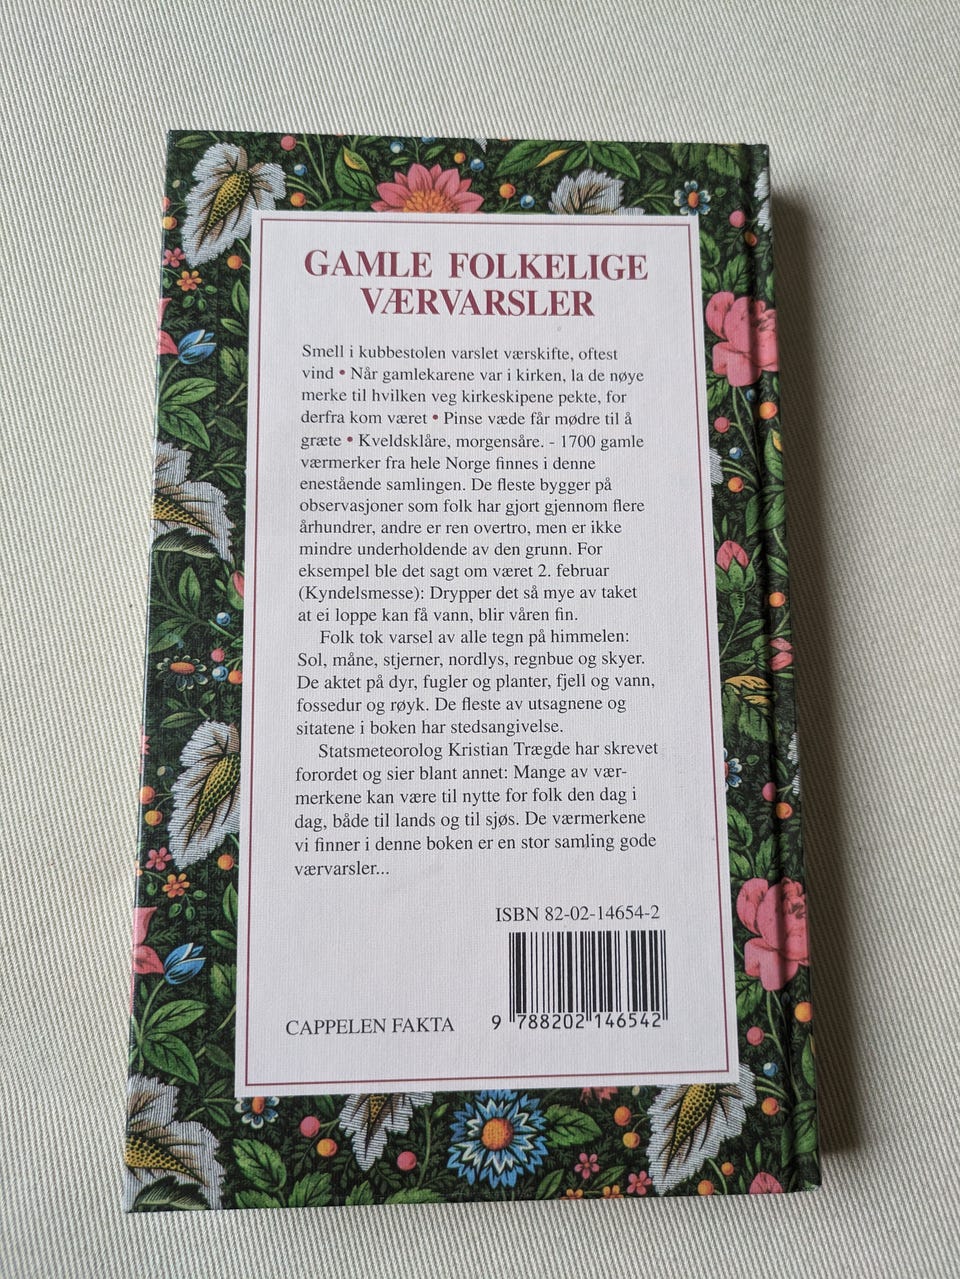 GAMLE FOLKELIGE
VÆRVARSLER
Smell i kubbestolen varslet værskifte, oftest
vind • Når gamlekarene var i kirken, la de nøye
merke til hvilken veg kirkeskipene pekte, for
derfra kom været • Pinse væde får mødre til å
græte • Kveldsklåre, morgensåre. - 1700 gamle
værmerker fra hele Norge finnes i denne
enestående samlingen. De fleste bygger på
observasjoner som folk har gjort gjennom flere
århundrer, andre er ren overtro, men er ikke
mindre underholdende av den grunn. For
eksempel ble det sagt om været 2. februar
(Kyndelsmesse): Drypper det så mye av taket
at ei loppe kan få vann, blir våren fin.
Folk tok varsel av alle tegn på himmelen:
Sol, måne, stjerner, nordlys, regnbue og skyer.
De aktet på dyr, fugler og planter, fjell og vann,
fossedur og røyk. De fleste av utsagnene og
sitatene i boken har stedsangivelse.
Statsmeteorolog Kristian Trægde har skrevet
forordet og sier blant annet: Mange av vær-
merkene kan være til nytte for folk den dag i
dag, både til lands og til sjøs. De værmerkene
vi finner i denne boken er en stor samling gode
værvarsler...
ISBN 82-02-14654-2
CAPPELEN FAKTA
9 788202 146542